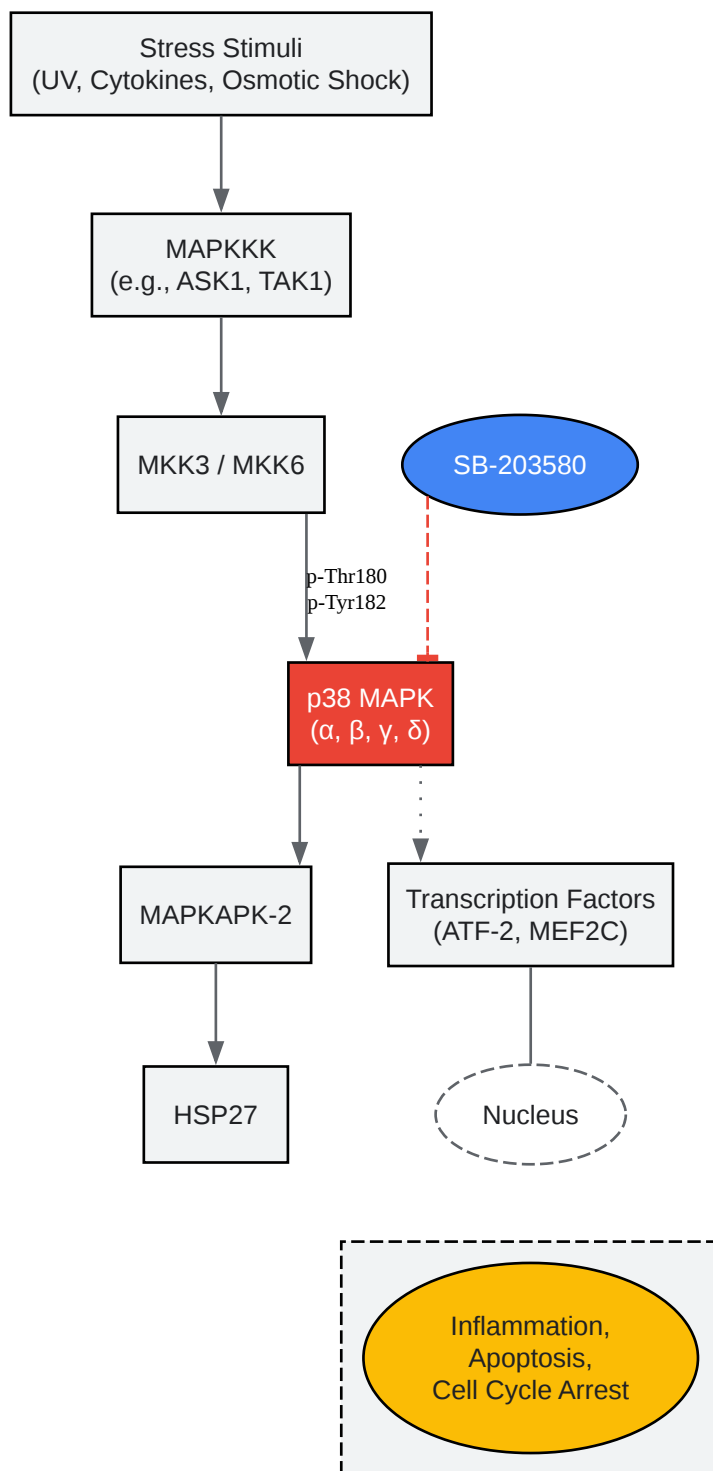 Stress Stimuli
(UV, Cytokines, Osmotic Shock)
MAPKKK
(e.g., ASK1, TAK1)
MKK3 / MKK6
SB-203580
p-Thr180
p-Tyr182
p38 MAPK
(α, β, γ, δ)
MAPKAPK-2
Transcription Factors
(ATF-2, MEF2C)
HSP27
Nucleus
Inflammation,
Apoptosis,
Cell Cycle Arrest